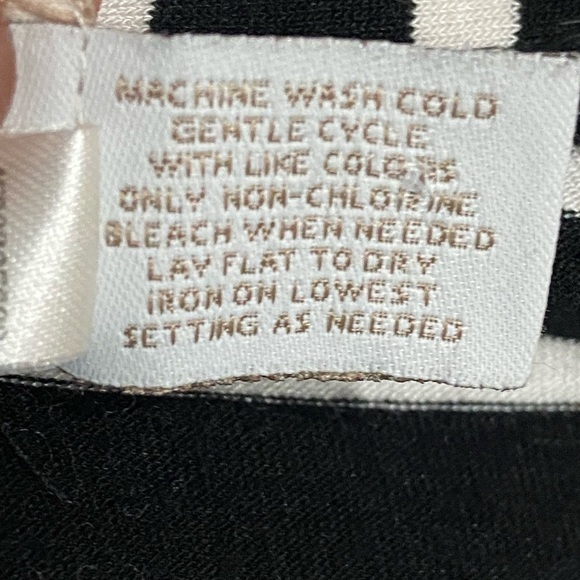 MACHINE WASH COLD
GENTLE CYCLE
WITH LIKE COLORS
ONLY NON-CHLORINE
BLEACH WHEN NEEDED
LAY FLAT TO DRY
IRON ON LOWEST
SETTING AS NEEDED